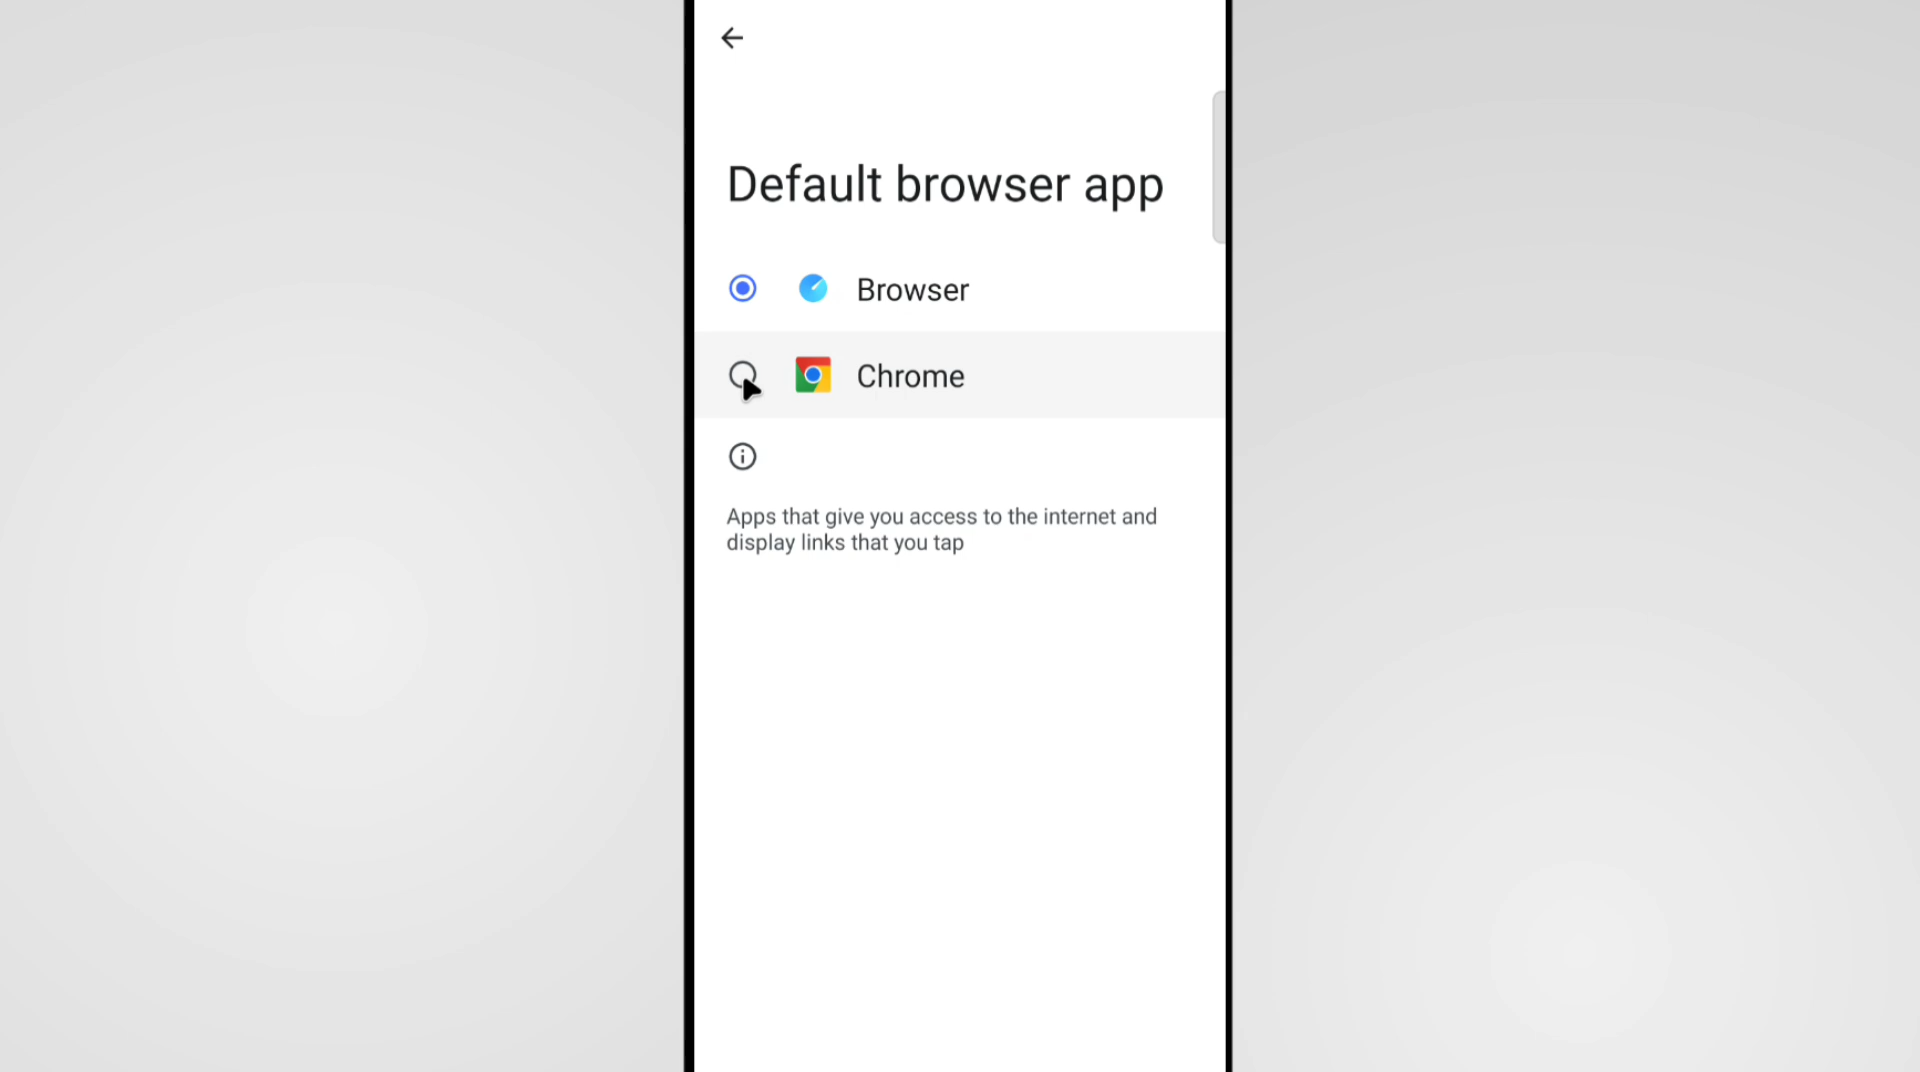 Default browser app
Browser
Chrome
Apps that give you access to the internet and
display links that you tap